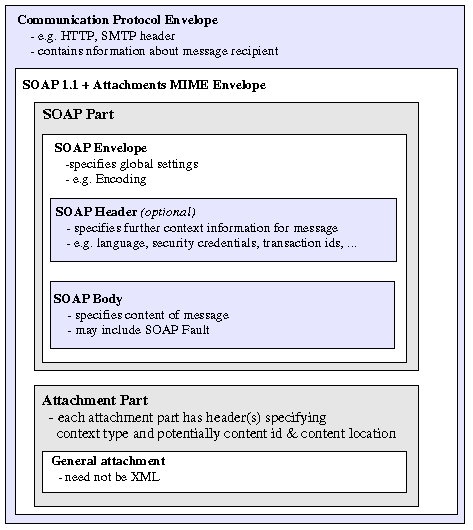 Communication Protocol Envelope
- e.g. HTTP, SMTP header
- contains nformation about message recipient
SOAP 1.1 + Attachments MIME Envelope
SOAP Part
SOAP Envelope
-specifies global settings
- e.g. Encoding
SOAP Header (optional)
- specifies further context information for message
- e.g. language, security credentials, transaction ids, ...
SOAP Body
- specifies content of message
- may include SOAP Fault
Attachment Part
- each attachment part has header(s) specifying
context type and potentially content id & content location
General attachment
- need not be XML